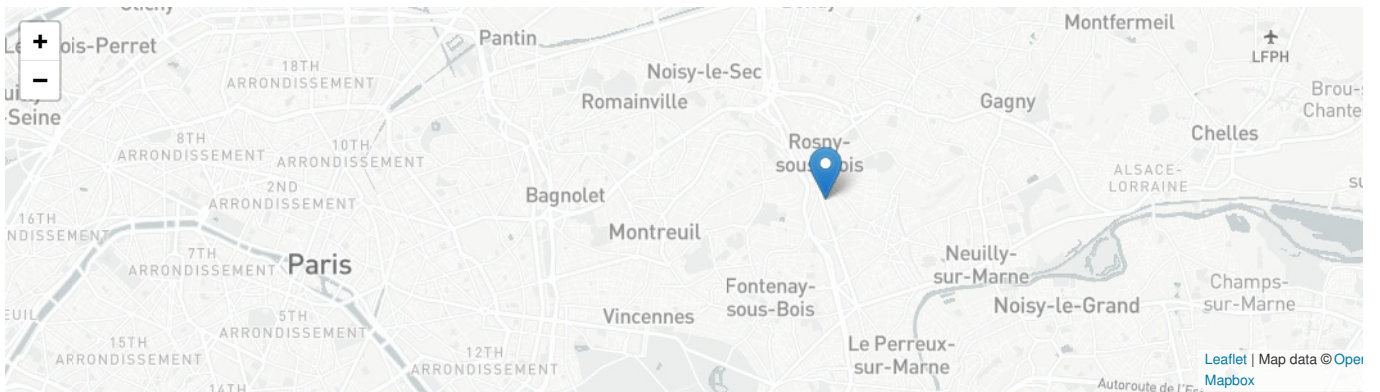 +
−
Pantin
Montfermeil
LFPH
18TH
ARRONDISSEMENT
Noisy-le-Sec
Romainville
Gagny
-Seine
8TH
ARRONDISSEMENT
10TH
ARRONDISSEMENT
Rosny-
Chelles
2ND
ARRONDISSEMENT
Bagnolet
ALSACE-
LORRAINE
16TH
Montreuil
7TH
ARRONDISSEMENT
Paris
Neuilly-
sur-Marne
Fontenay-
sous-Bois
Champs-
sur-Marne
Noisy-le-Grand
5TH
ARRONDISSEMENT
Vincennes
15TH
ARRONDISSEMENT
12TH
ARRONDISSEMENT
Le Perreux-
sur-Marne
14TH
Leaflet | Map data © Open
Mapbox